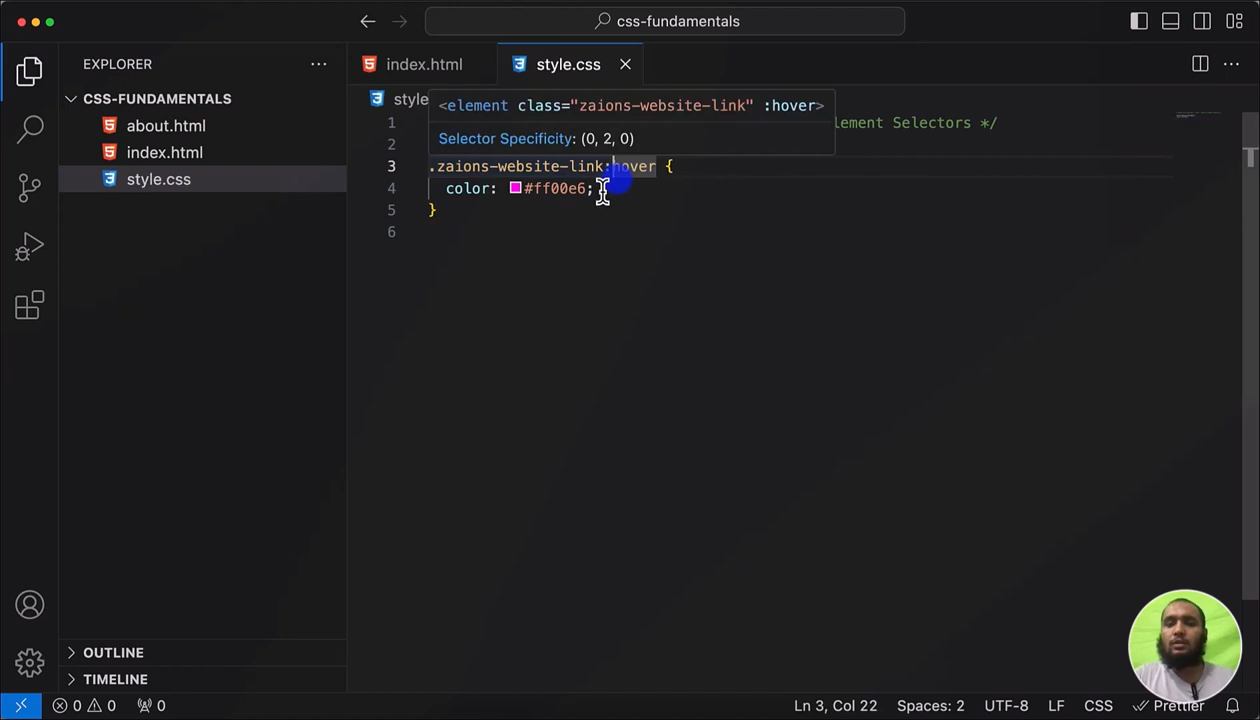 css-fundamentals
EXPLORER
CSS-FUNDAMENTALS
about.html
index.html
style.css
OUTLINE
TIMELINE
index.html
style.css
style
<element class="zaions-website-link" :hover>
Selector Specificity: (0, 2, 0)
1 lement Selectors */
2
3 .zaions-website-link:hover {
4 color: #ff00e6;
5 }
6
0 0 0 Ln 3, Col 22 Spaces: 2 UTF-8 LF CSS Prettier